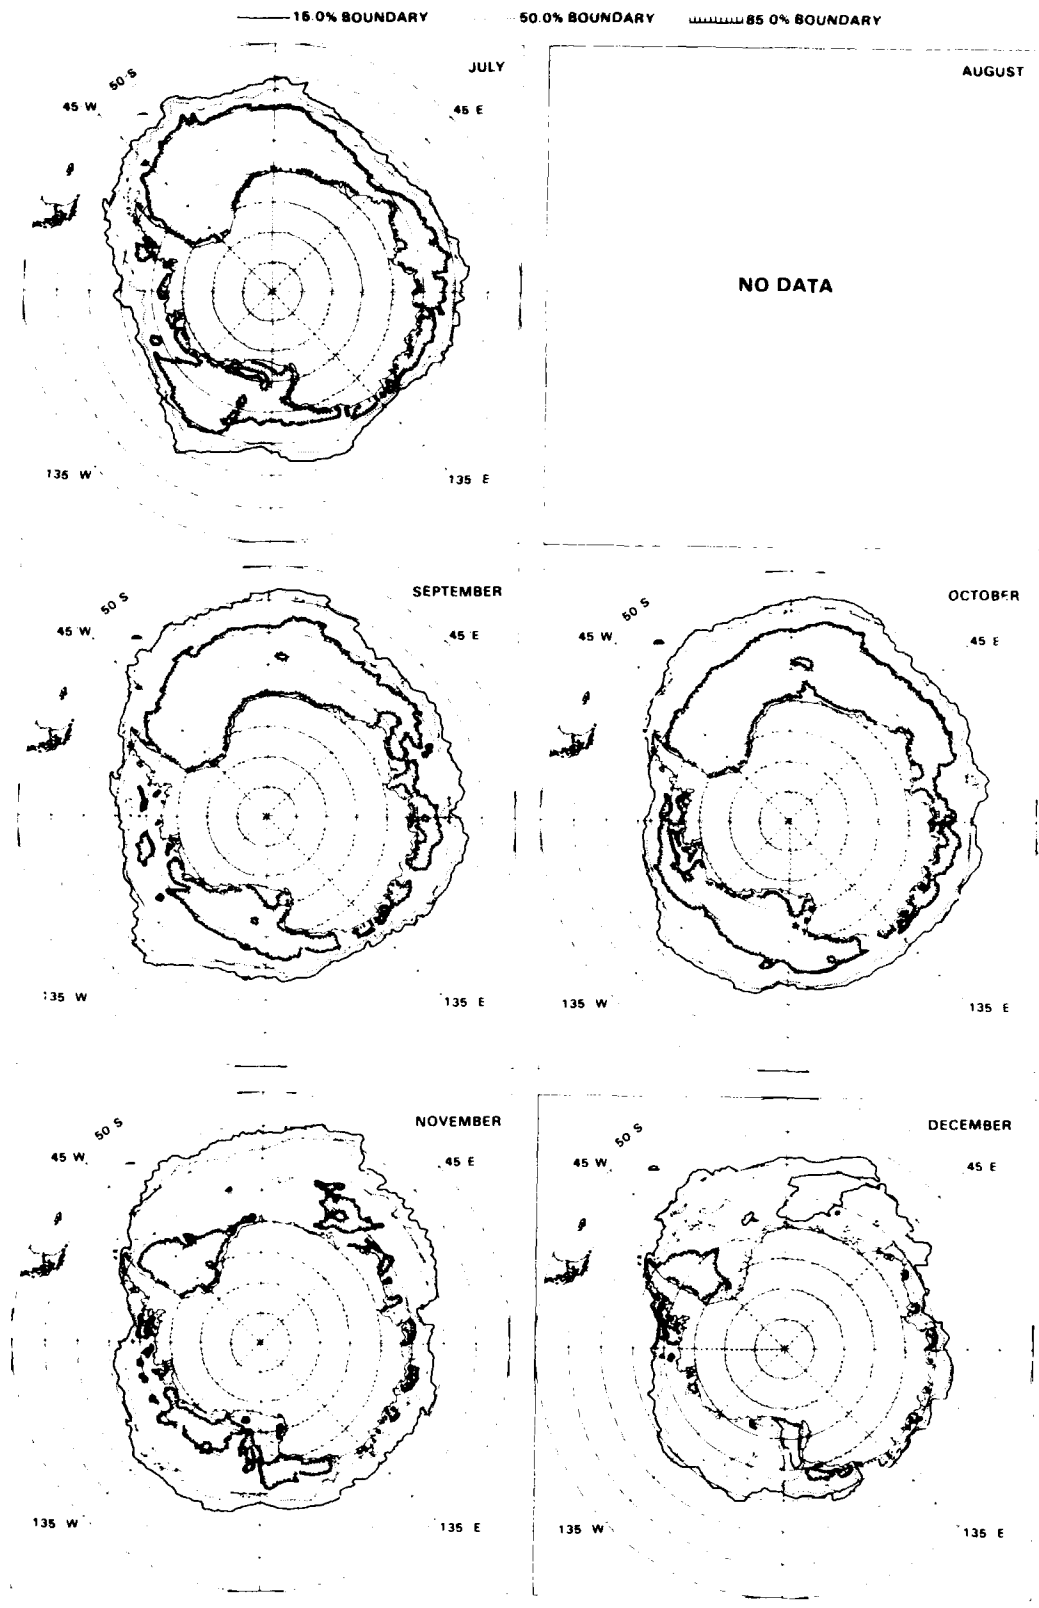 15.0% BOUNDARY 50.0% BOUNDARY 85.0% BOUNDARY
JULY
50 S
45 W
45 E
135 W
135 E
AUGUST
NO DATA
SEPTEMBER
50 S
45 W
45 E
135 W
135 E
OCTOBER
50 S
45 W
45 E
135 W
135 E
NOVEMBER
50 S
45 W
45 E
135 W
135 E
DECEMBER
50 S
45 W
45 E
135 W
135 E